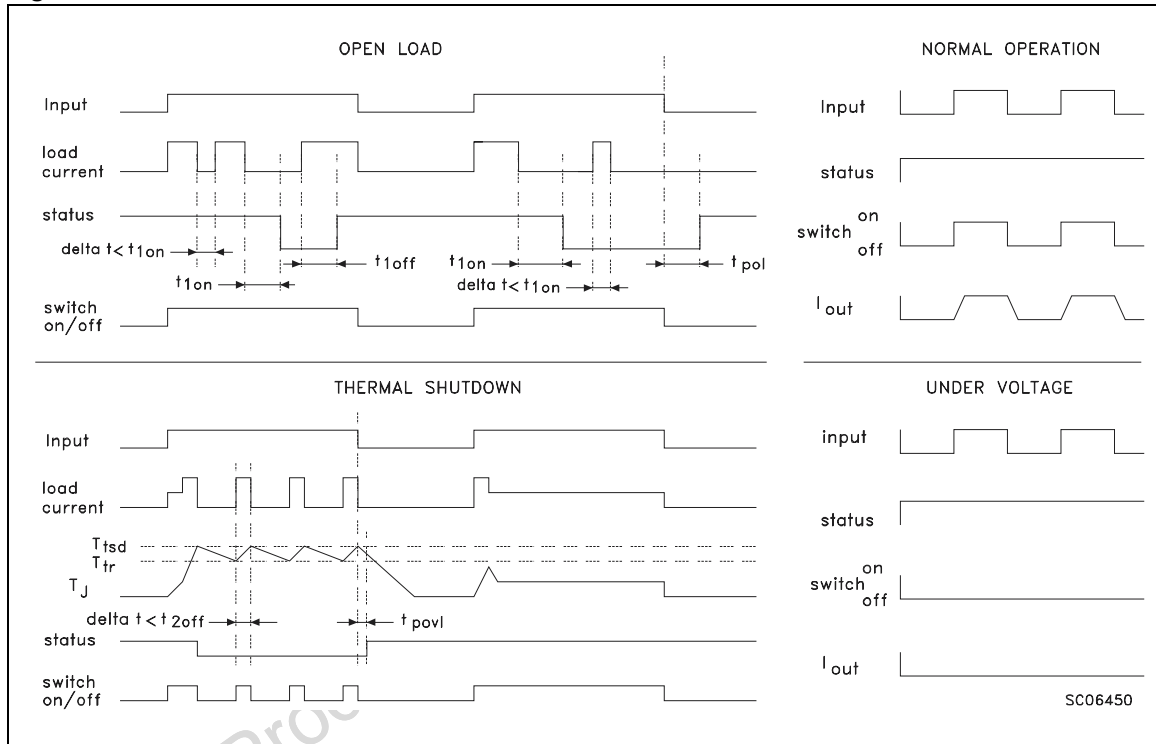 OPEN LOAD
Input
load
current
status
delta t< t1on
t1on
t1off
t1on
delta t< t1on
t pol
switch
on/off
NORMAL OPERATION
Input
status
switch on
off
I out
THERMAL SHUTDOWN
Input
load
current
Ttsd
Ttr
TJ
delta t< t2off
t povl
status
switch
on/off
UNDER VOLTAGE
input
status
switch on
off
I out
SC06450